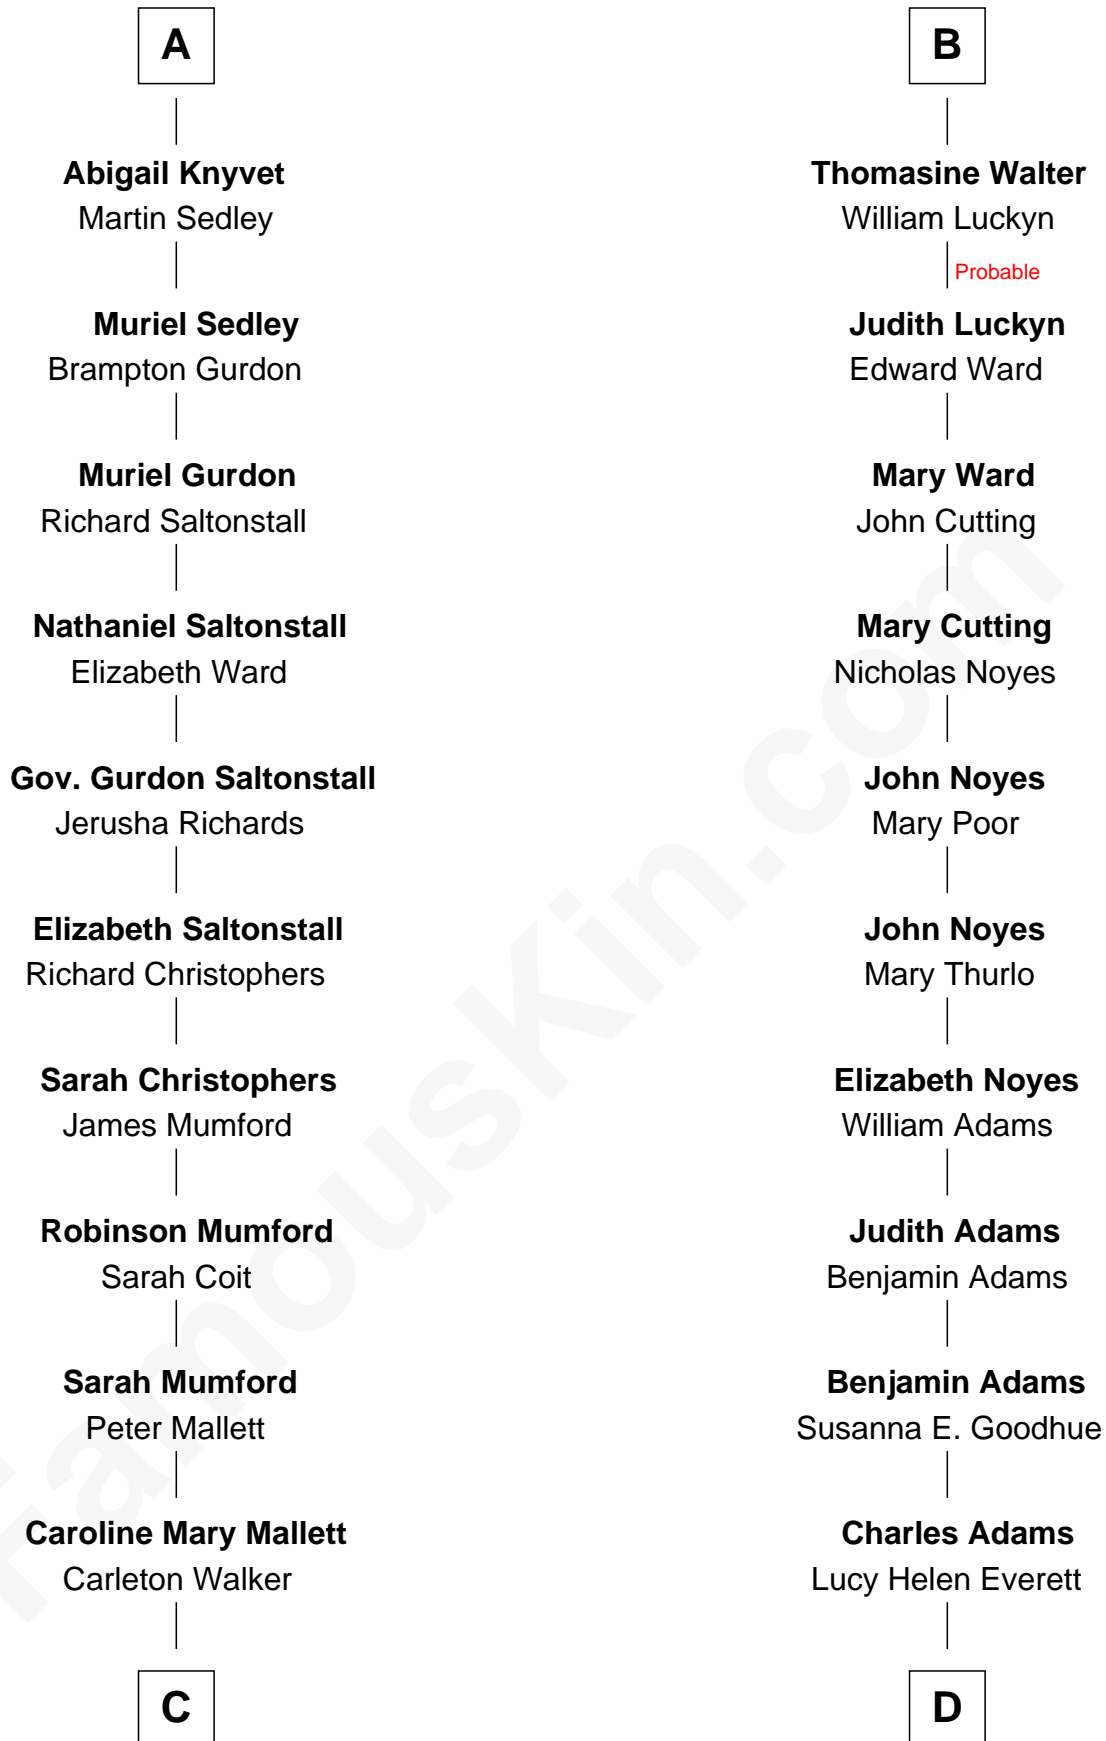 A
B
Abigail Knyvet
Martin Sedley
Thomasine Walter
William Luckyn
Probable
Muriel Sedley
Brampton Gurdon
Judith Luckyn
Edward Ward
Muriel Gurdon
Richard Saltonstall
Mary Ward
John Cutting
Nathaniel Saltonstall
Elizabeth Ward
Mary Cutting
Nicholas Noyes
Gov. Gurdon Saltonstall
Jerusha Richards
John Noyes
Mary Poor
Elizabeth Saltonstall
Richard Christophers
John Noyes
Mary Thurlo
Sarah Christophers
James Mumford
Elizabeth Noyes
William Adams
Robinson Mumford
Sarah Coit
Judith Adams
Benjamin Adams
Sarah Mumford
Peter Mallett
Benjamin Adams
Susanna E. Goodhue
Caroline Mary Mallett
Carleton Walker
Charles Adams
Lucy Helen Everett
C
D
FamousKin.com